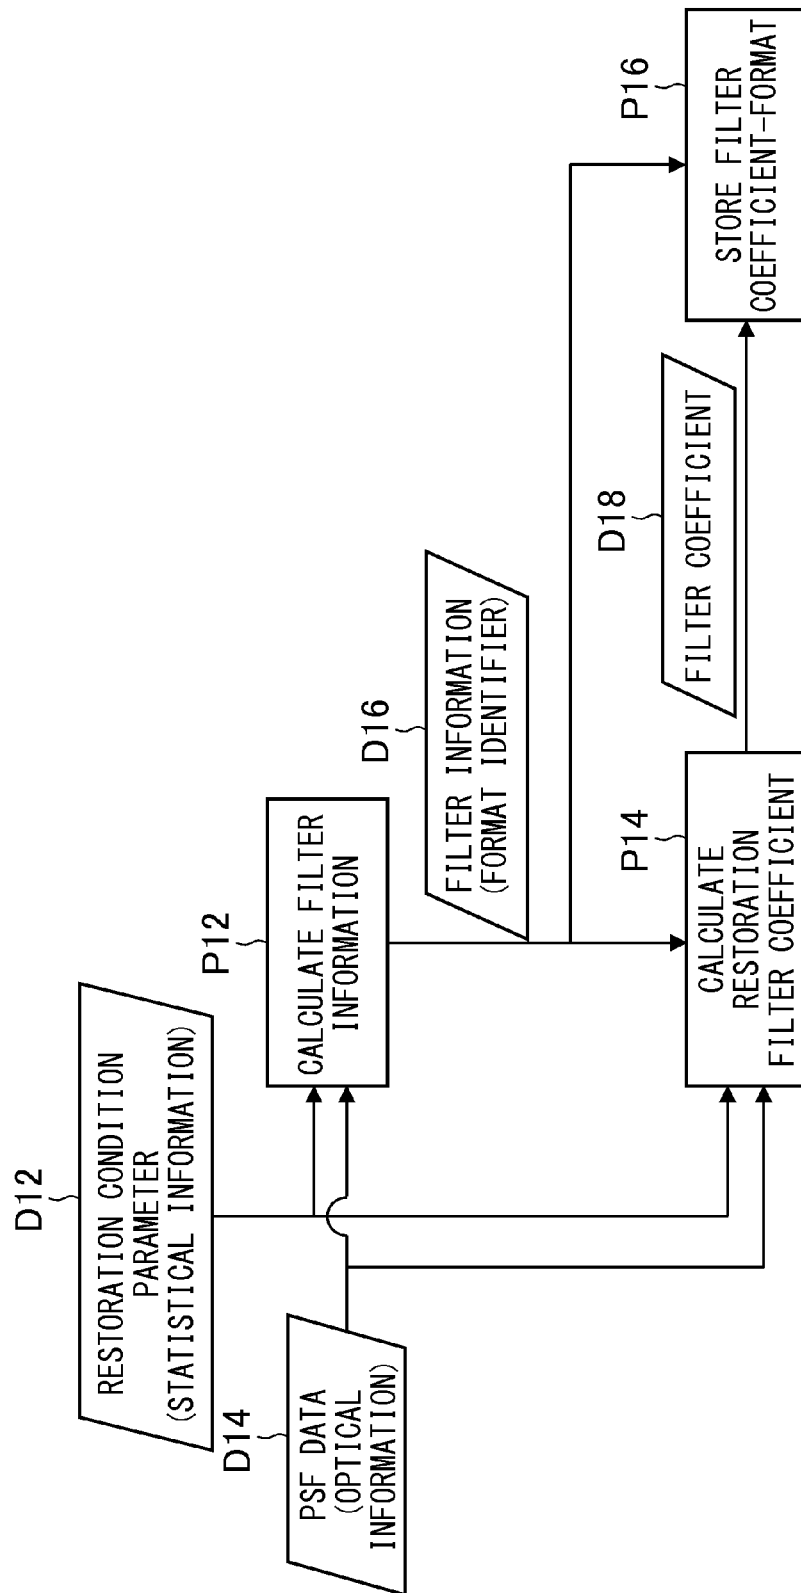 D12
RESTORATION CONDITION
PARAMETER
(STATISTICAL INFORMATION)
D14
PSF DATA
(OPTICAL
INFORMATION)
P12
CALCULATE FILTER
INFORMATION
D16
FILTER INFORMATION
(FORMAT IDENTIFIER)
P14
CALCULATE
RESTORATION
FILTER COEFFICIENT
D18
FILTER COEFFICIENT
P16
STORE FILTER
COEFFICIENT-FORMAT